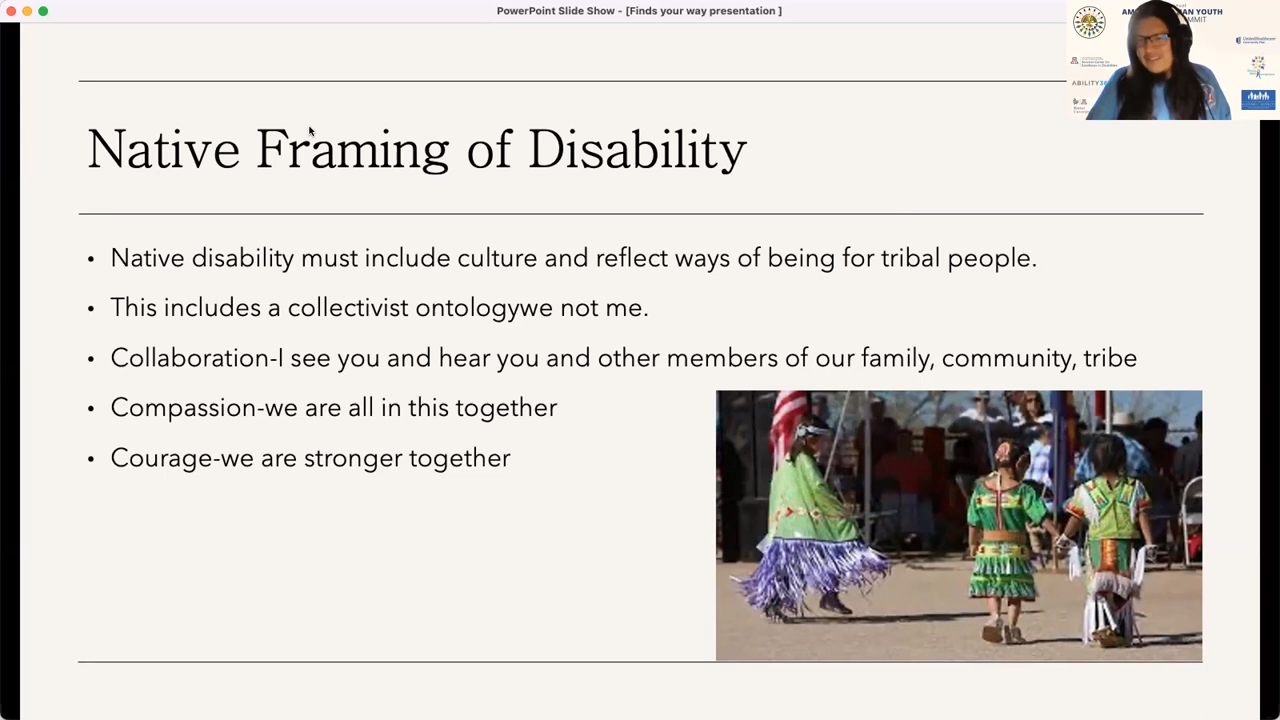 PowerPoint Slide Show - [Finds your way presentation ]
Native Framing of Disability
• Native disability must include culture and reflect ways of being for tribal people.
• This includes a collectivist ontologywe not me.
• Collaboration-I see you and hear you and other members of our family, community, tribe
• Compassion-we are all in this together
• Courage-we are stronger together